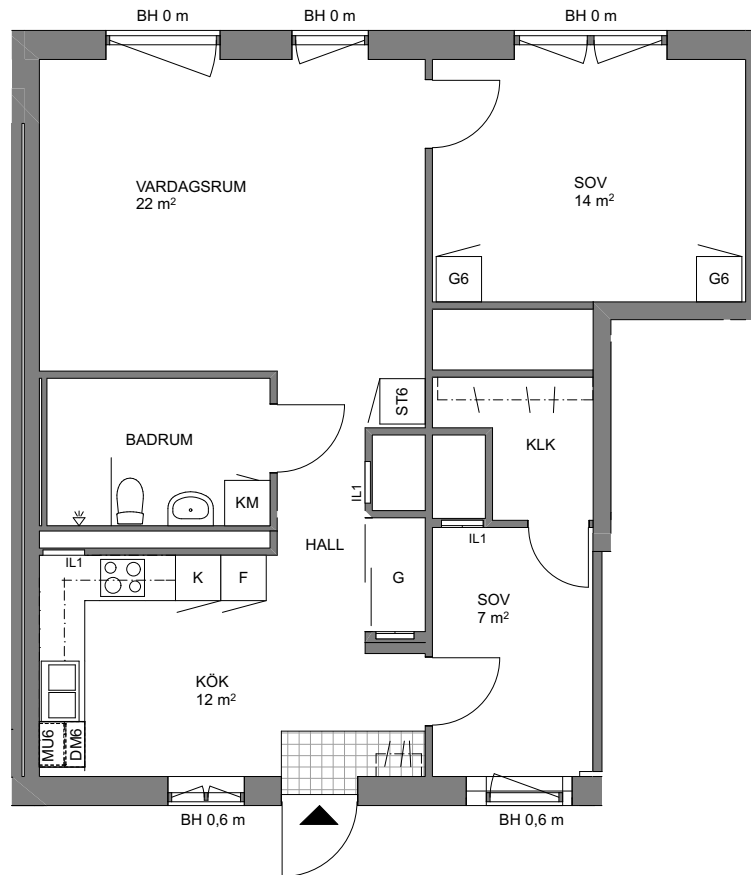 BH 0 m
BH 0 m
BH 0 m
VARDAGSRUM
22 m²
SOV
14 m²
G6
G6
ST6
BADRUM
KLK
KM
IL1
IL1
HALL
IL1
K
F
G
SOV
7 m²
KÖK
12 m²
MU6
DM6
BH 0,6 m
BH 0,6 m